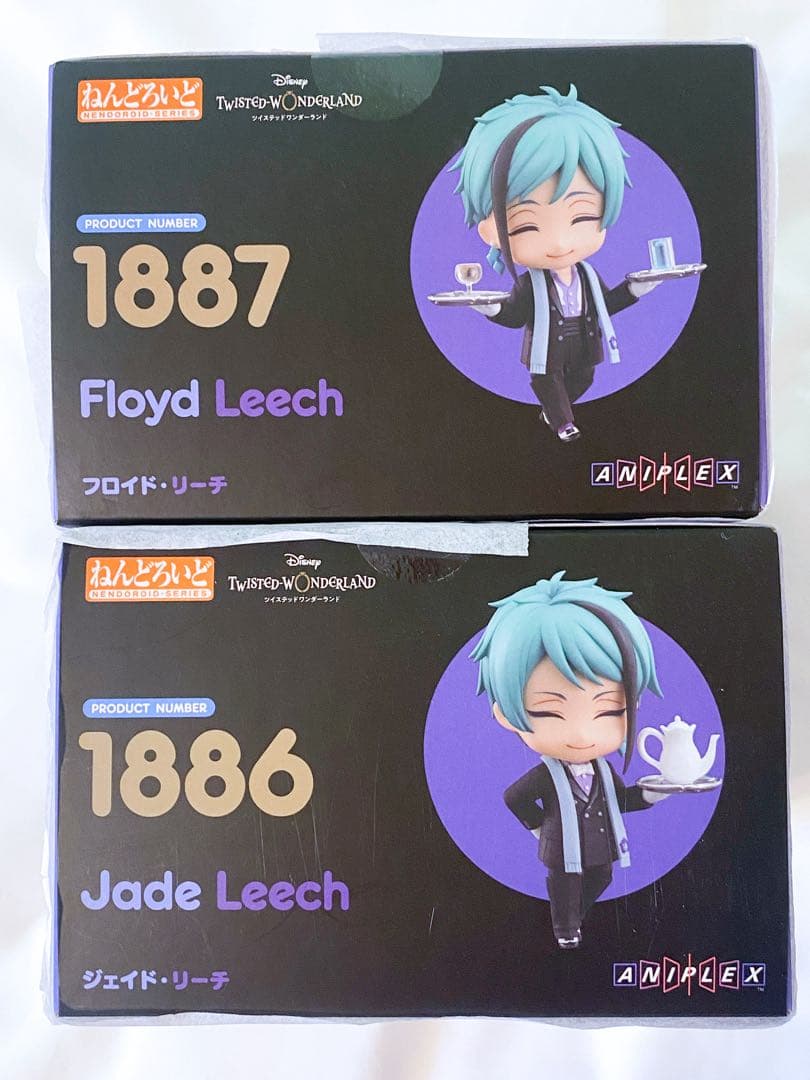 ねんどろいど
NENDOROID·SERIES
Disney
TWISTED-WONDERLAND
ツイステッドワンダーランド
PRODUCT NUMBER
1887
Floyd Leech
フロイド・リーチ
ANIPLEX
TM
ねんどろいど
NENDOROID·SERIES
Disney
TWISTED-WONDERLAND
ツイステッドワンダーランド
PRODUCT NUMBER
1886
Jade Leech
ジェイド・リーチ
ANIPLEX
TM